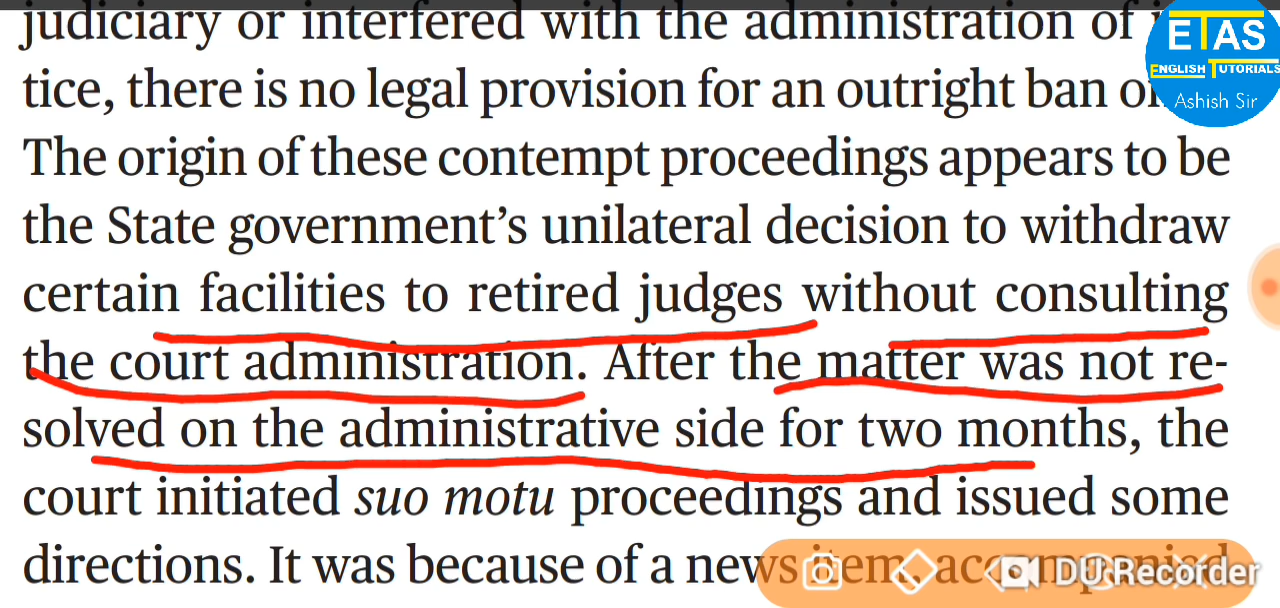 judiciary or interfered with the administration of
tice, there is no legal provision for an outright ban
The origin of these contempt proceedings appears to be
the State government's unilateral decision to withdraw
certain facilities to retired judges without consulting
the court administration. After the matter was not re-
solved on the administrative side for two months, the
court initiated suo motu proceedings and issued some
directions. It was because of a news item, accompanied
ETAS
ENGLISH TUTORIALS
Ashish Sir
DU Recorder